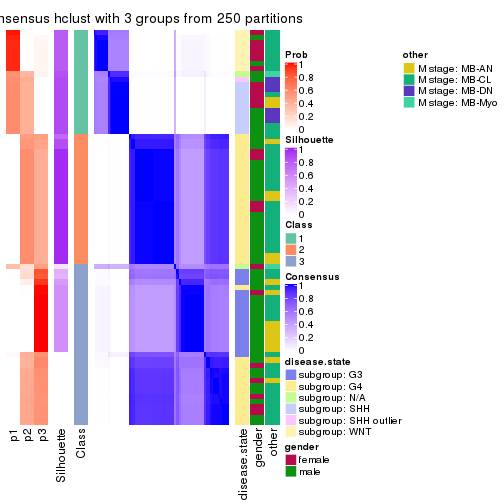 nsensus hclust with 3 groups from 250 partitions
Prob
1
0.8
0.6
0.4
0.2
0
Silhouette
1
0.8
0.6
0.4
0.2
0
Class
1
2
3
Consensus
1
0.8
0.6
0.4
0.2
0
disease.state
subgroup: G3
subgroup: G4
subgroup: N/A
subgroup: SHH
subgroup: SHH outlier
subgroup: WNT
gender
female
male
other
M stage: MB-AN
M stage: MB-CL
M stage: MB-DN
M stage: MB-Myo
p1
p2
p3
Silhouette
Class
disease.state
gender
other